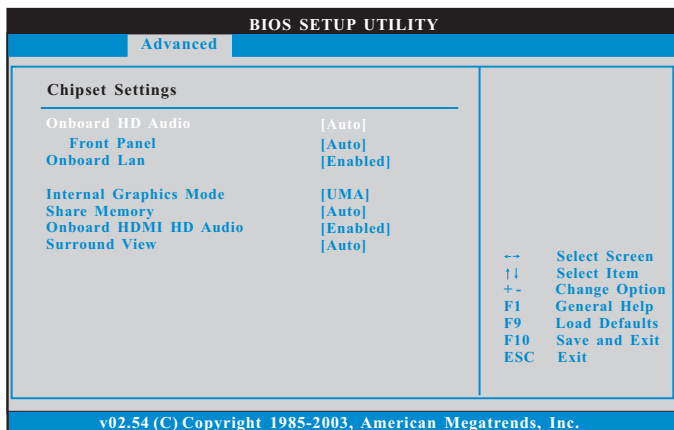 BIOS SETUP UTILITY
Advanced
Chipset Settings
Onboard HD Audio [Auto]
Front Panel [Auto]
Onboard Lan [Enabled]
Internal Graphics Mode [UMA]
Share Memory [Auto]
Onboard HDMI HD Audio [Enabled]
Surround View [Auto]
←→ Select Screen
↑↓ Select Item
+ - Change Option
F1 General Help
F9 Load Defaults
F10 Save and Exit
ESC Exit
v02.54 (C) Copyright 1985-2003, American Megatrends, Inc.